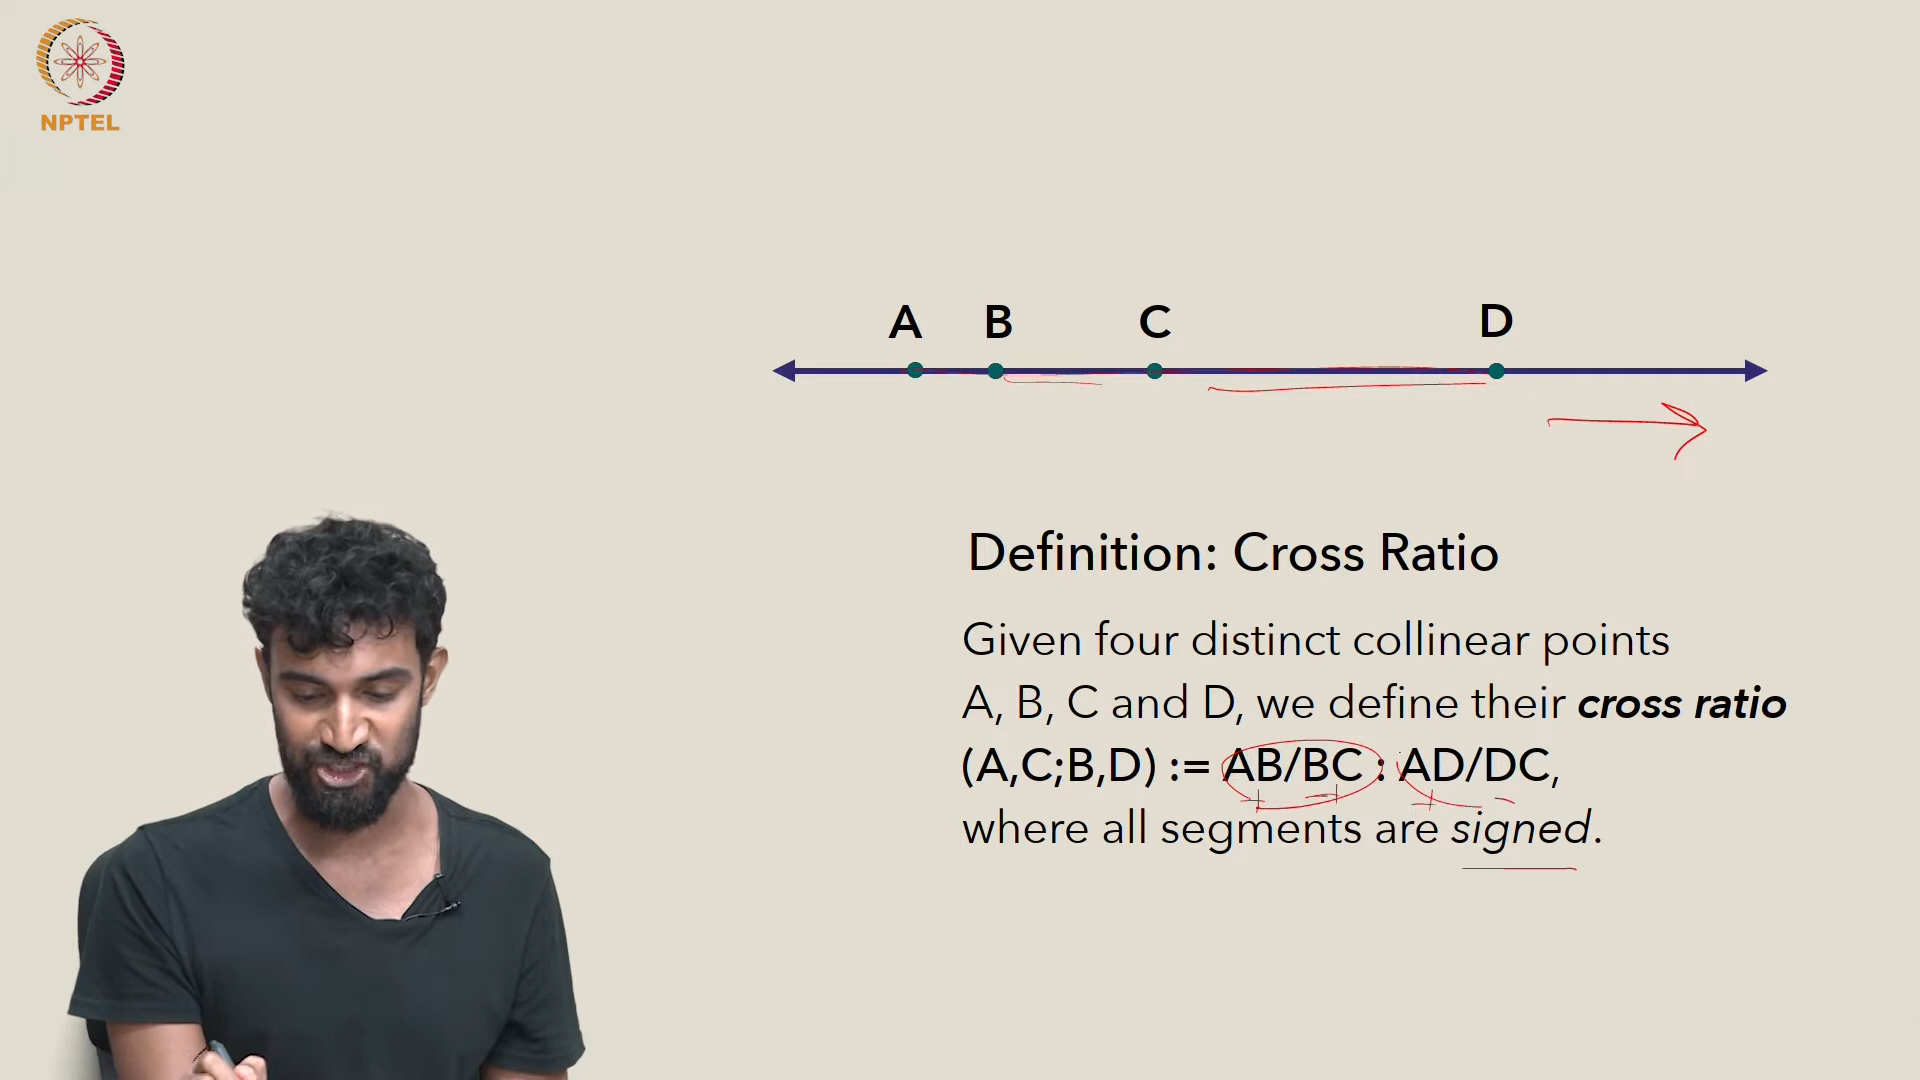 NPTEL
A B C D
Definition: Cross Ratio
Given four distinct collinear points
A, B, C and D, we define their cross ratio
(A,C;B,D) := AB/BC : AD/DC,
+ + + −
where all segments are signed.